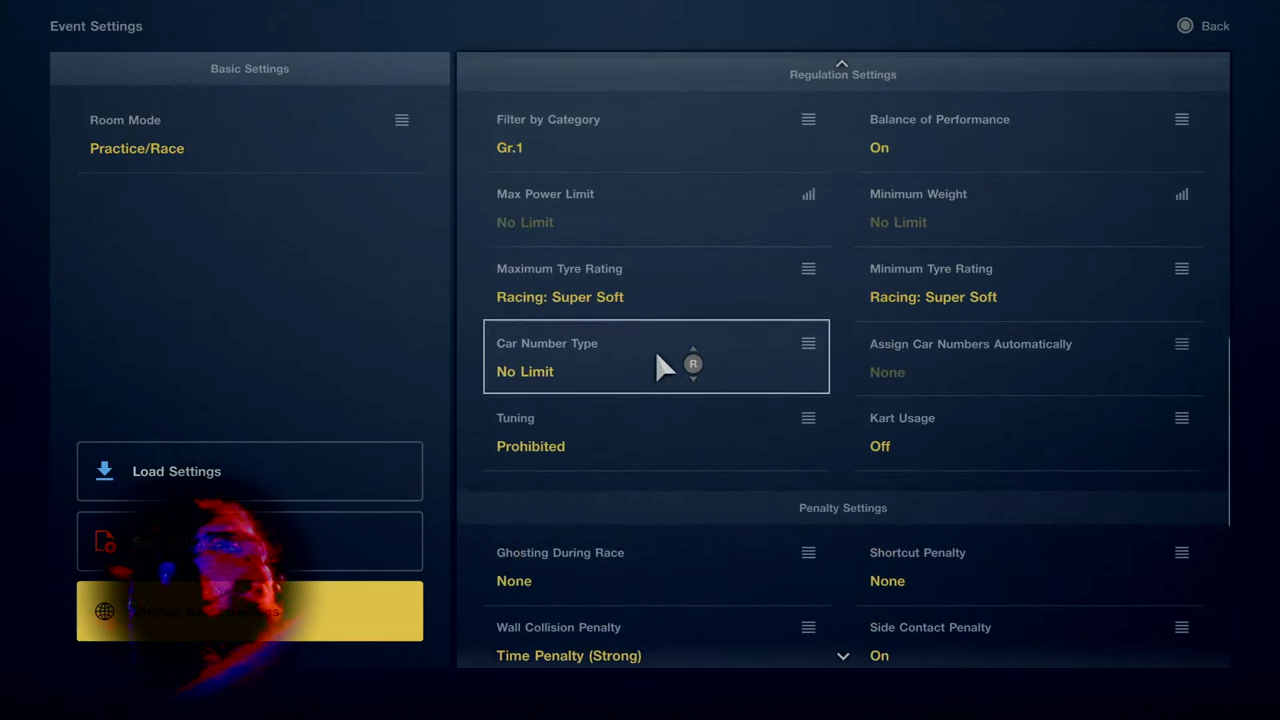 Event Settings
Back
Basic Settings
Room Mode
Practice/Race
Load Settings
Regulation Settings
Filter by Category
Gr.1
Balance of Performance
On
Max Power Limit
No Limit
Minimum Weight
No Limit
Maximum Tyre Rating
Racing: Super Soft
Minimum Tyre Rating
Racing: Super Soft
Car Number Type
No Limit
R
Assign Car Numbers Automatically
None
Tuning
Prohibited
Kart Usage
Off
Penalty Settings
Ghosting During Race
None
Shortcut Penalty
None
Wall Collision Penalty
Time Penalty (Strong)
Side Contact Penalty
On